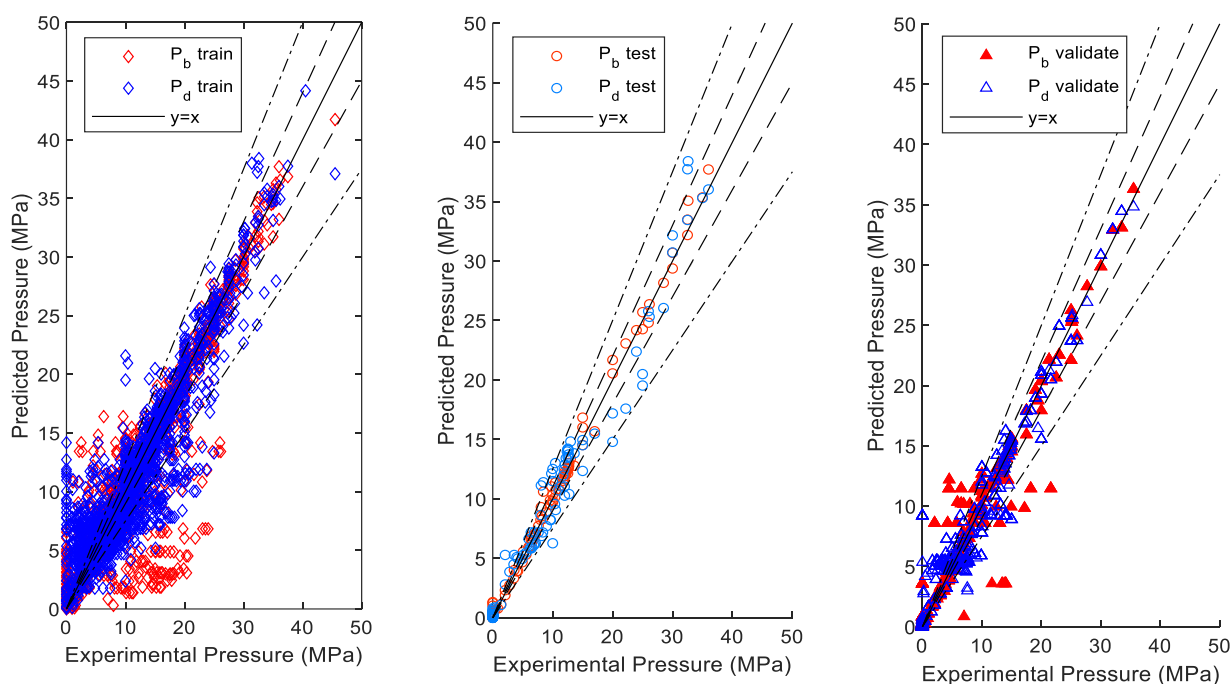 Predicted Pressure (MPa)
50
45
40
35
30
25
20
15
10
5
0
P_b train
P_d train
y=x
0 10 20 30 40 50
Experimental Pressure (MPa)
Predicted Pressure (MPa)
50
45
40
35
30
25
20
15
10
5
0
P_b test
P_d test
y=x
0 10 20 30 40 50
Experimental Pressure (MPa)
Predicted Pressure (MPa)
50
45
40
35
30
25
20
15
10
5
0
P_b validate
P_d validate
y=x
0 10 20 30 40 50
Experimental Pressure (MPa)